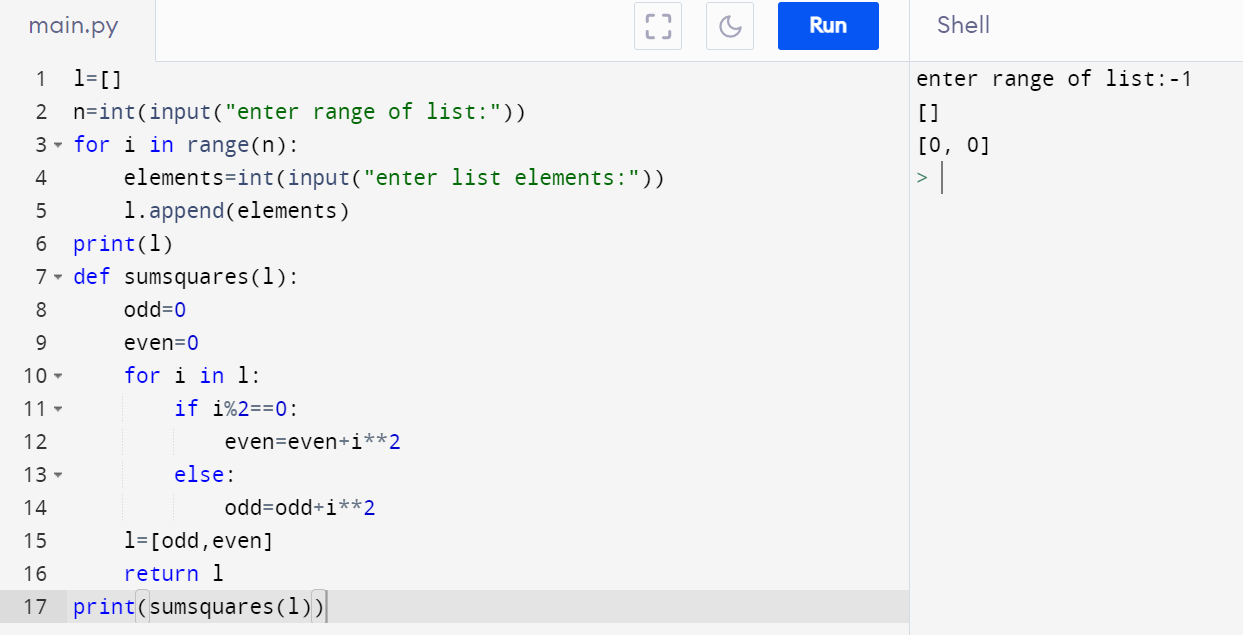 main.py
Run
Shell
1 l=[]
2 n=int(input("enter range of list:"))
3 for i in range(n):
4     elements=int(input("enter list elements:"))
5     l.append(elements)
6 print(l)
7 def sumsquares(l):
8     odd=0
9     even=0
10     for i in l:
11         if i%2==0:
12             even=even+i**2
13         else:
14             odd=odd+i**2
15     l=[odd,even]
16     return l
17 print(sumsquares(l))
enter range of list:-1
[]
[0, 0]
>